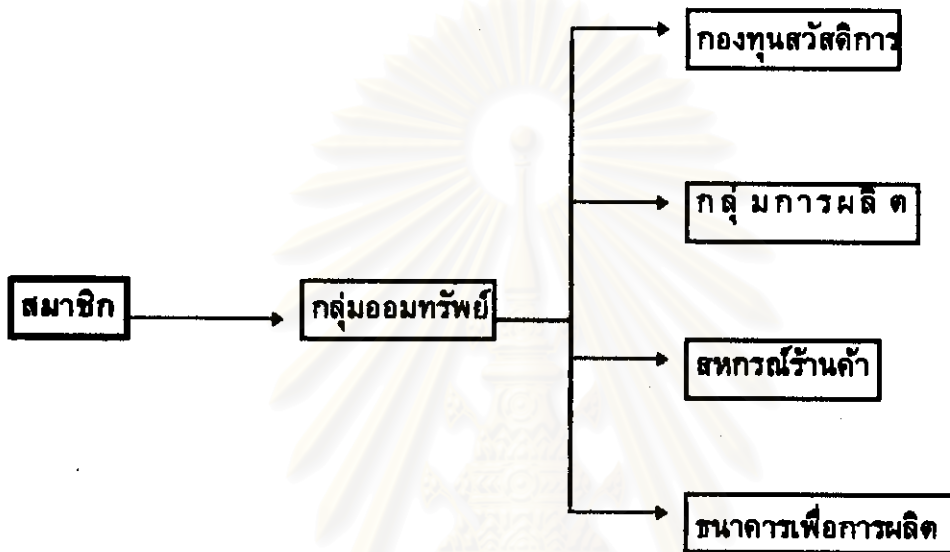 กองทุนสวัสดิการ
กลุ่มการผลิต
สมาชิก
กลุ่มออมทรัพย์
สหกรณ์ร้านค้า
ธนาคารเพื่อการผลิต